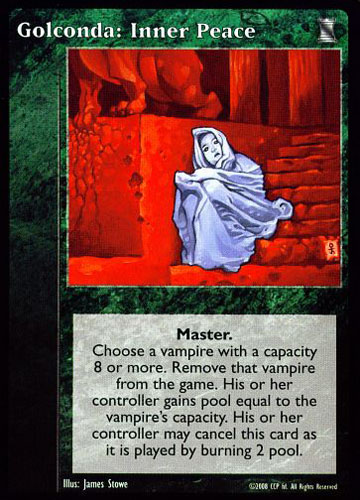 Golconda: Inner Peace
Master.
Choose a vampire with a capacity
8 or more. Remove that vampire
from the game. His or her
controller gains pool equal to the
vampire's capacity. His or her
controller may cancel this card as
it is played by burning 2 pool.
Illus: James Stowe
©2008 CCP hf. All Rights Reserved